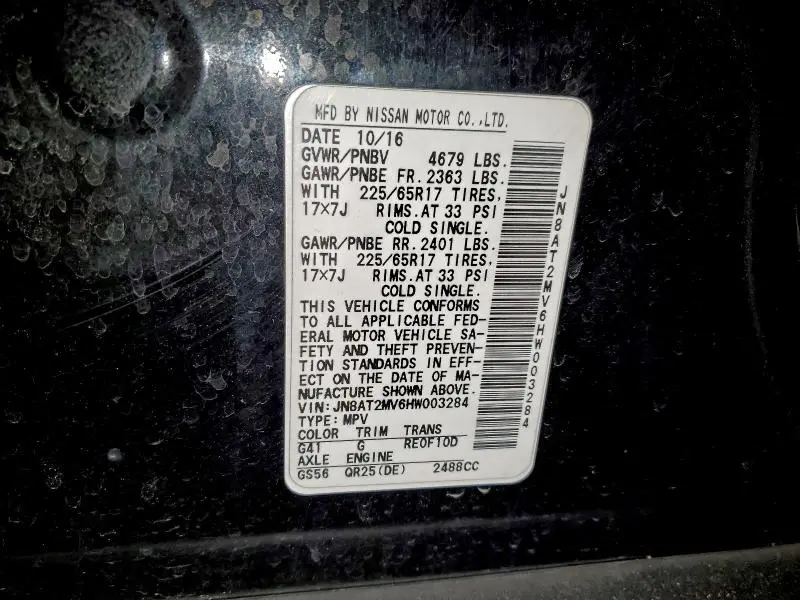 MFD BY NISSAN MOTOR CO.,LTD.
DATE 10/16
GVWR/PNBV 4679 LBS.
GAWR/PNBE FR. 2363 LBS.
WITH 225/65R17 TIRES,
17×7J RIMS.AT 33 PSI
COLD SINGLE.
GAWR/PNBE RR. 2401 LBS.
WITH 225/65R17 TIRES,
17×7J RIMS.AT 33 PSI
COLD SINGLE.
THIS VEHICLE CONFORMS
TO ALL APPLICABLE FED-
ERAL MOTOR VEHICLE SA-
FETY AND THEFT PREVEN-
TION STANDARDS IN EFF-
ECT ON THE DATE OF MA-
NUFACTURE SHOWN ABOVE.
VIN: JN8AT2MV6HW003284
TYPE: MPV
COLOR TRIM TRANS
G41 G RE0F10D
AXLE ENGINE
GS56 QR25(DE) 2488CC
JN8AT2MV6HW003284